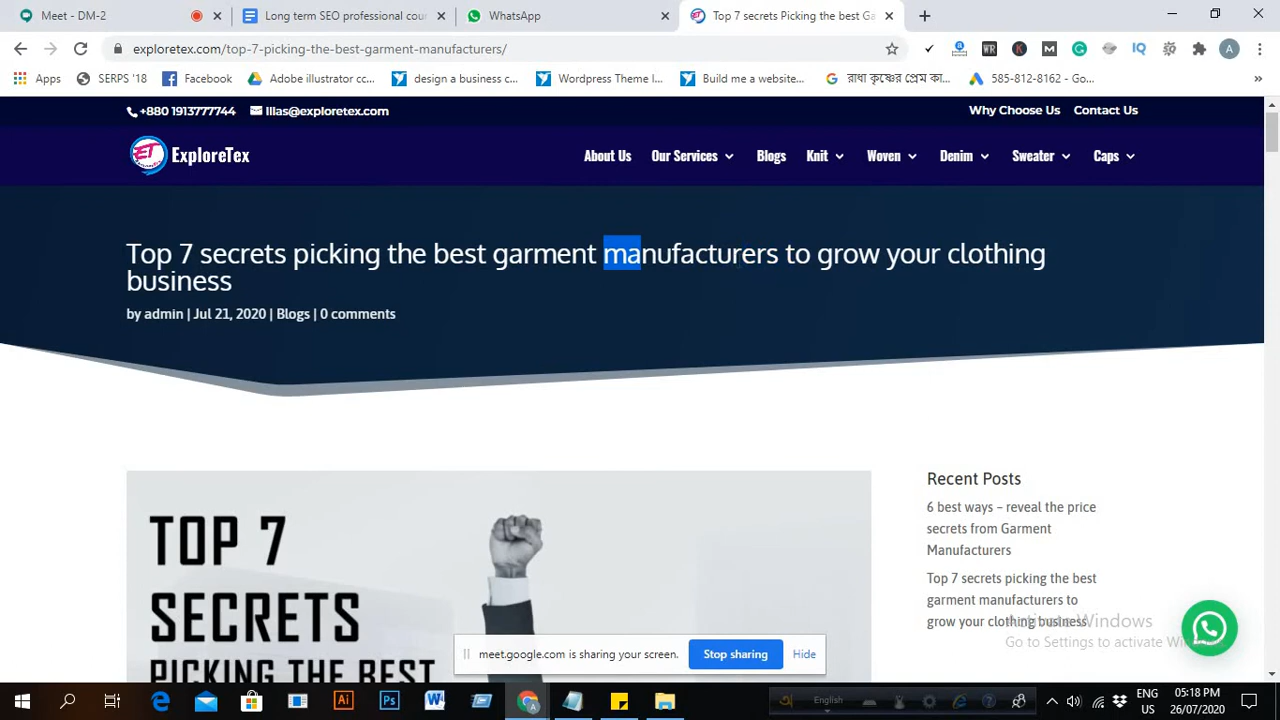 Meet - DM-2
Long term SEO professional cour
WhatsApp
Top 7 secrets Picking the best Ga
exploretex.com/top-7-picking-the-best-garment-manufacturers/
Apps
SERPS '18
Facebook
Adobe illustrator cc...
design a business c...
Wordpress Theme I...
Build me a website...
রাধা কৃষ্ণের প্রেম কা...
585-812-8162 - Go...
+880 1913777744
lilas@exploretex.com
Why Choose Us
Contact Us
ET ExploreTex
About Us
Our Services
Blogs
Knit
Woven
Denim
Sweater
Caps
Top 7 secrets picking the best garment manufacturers to grow your clothing
business
by admin | Jul 21, 2020 | Blogs | 0 comments
TOP 7
SECRETS
PICKING THE BEST
Recent Posts
6 best ways – reveal the price
secrets from Garment
Manufacturers
Top 7 secrets picking the best
garment manufacturers to
grow your clothing business
Activate Windows
Go to Settings to activate Win
meet.google.com is sharing your screen.
Stop sharing
Hide
English
ENG
US
05:18 PM
26/07/2020